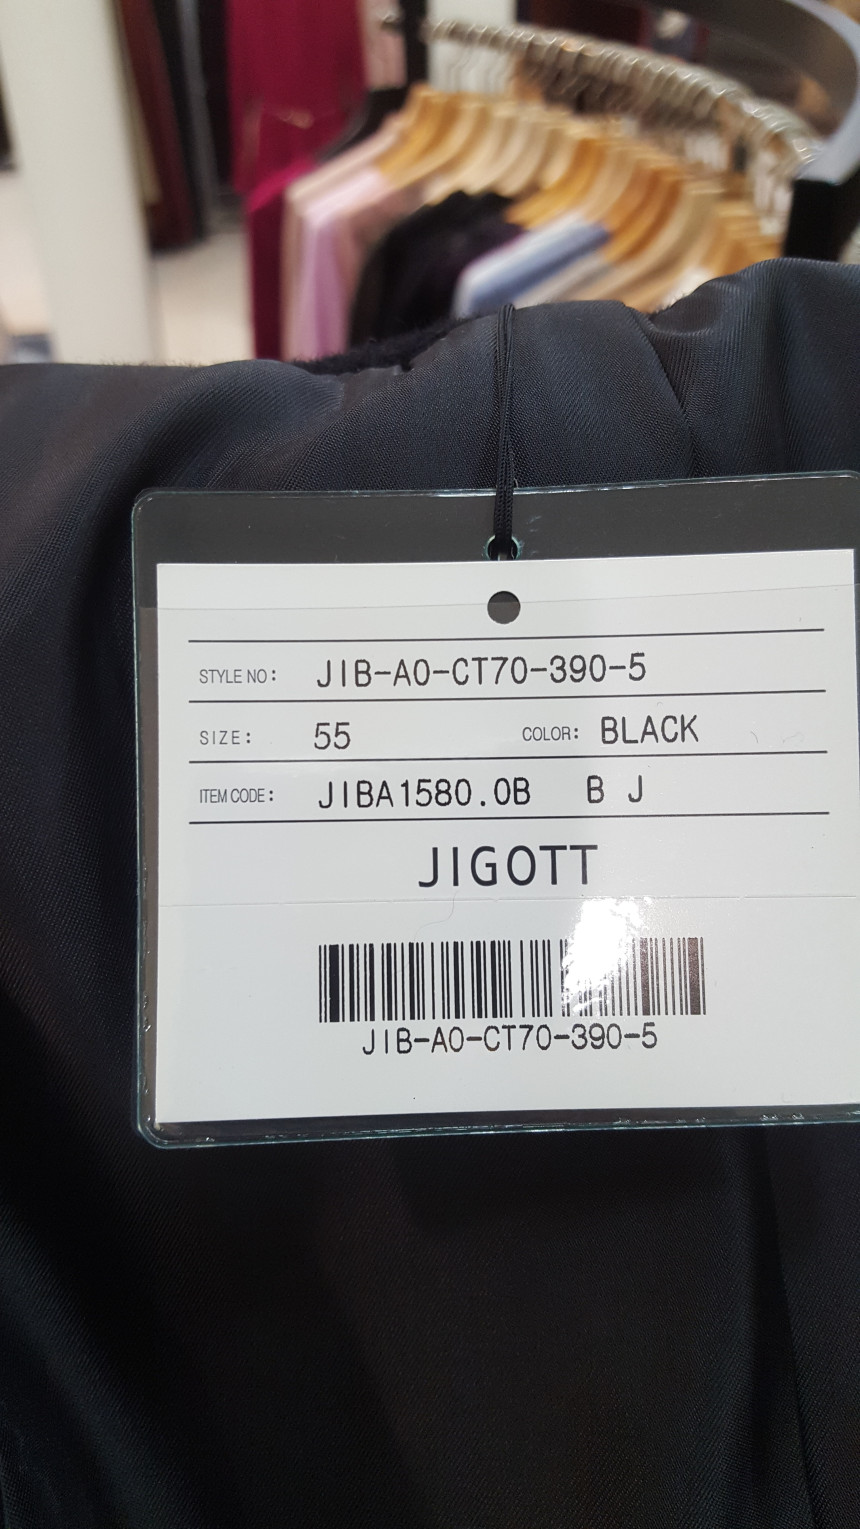 STYLE NO: JIB-A0-CT70-390-5
SIZE: 55 COLOR: BLACK
ITEM CODE: JIBA1580.0B B J
JIGOTT
JIB-A0-CT70-390-5